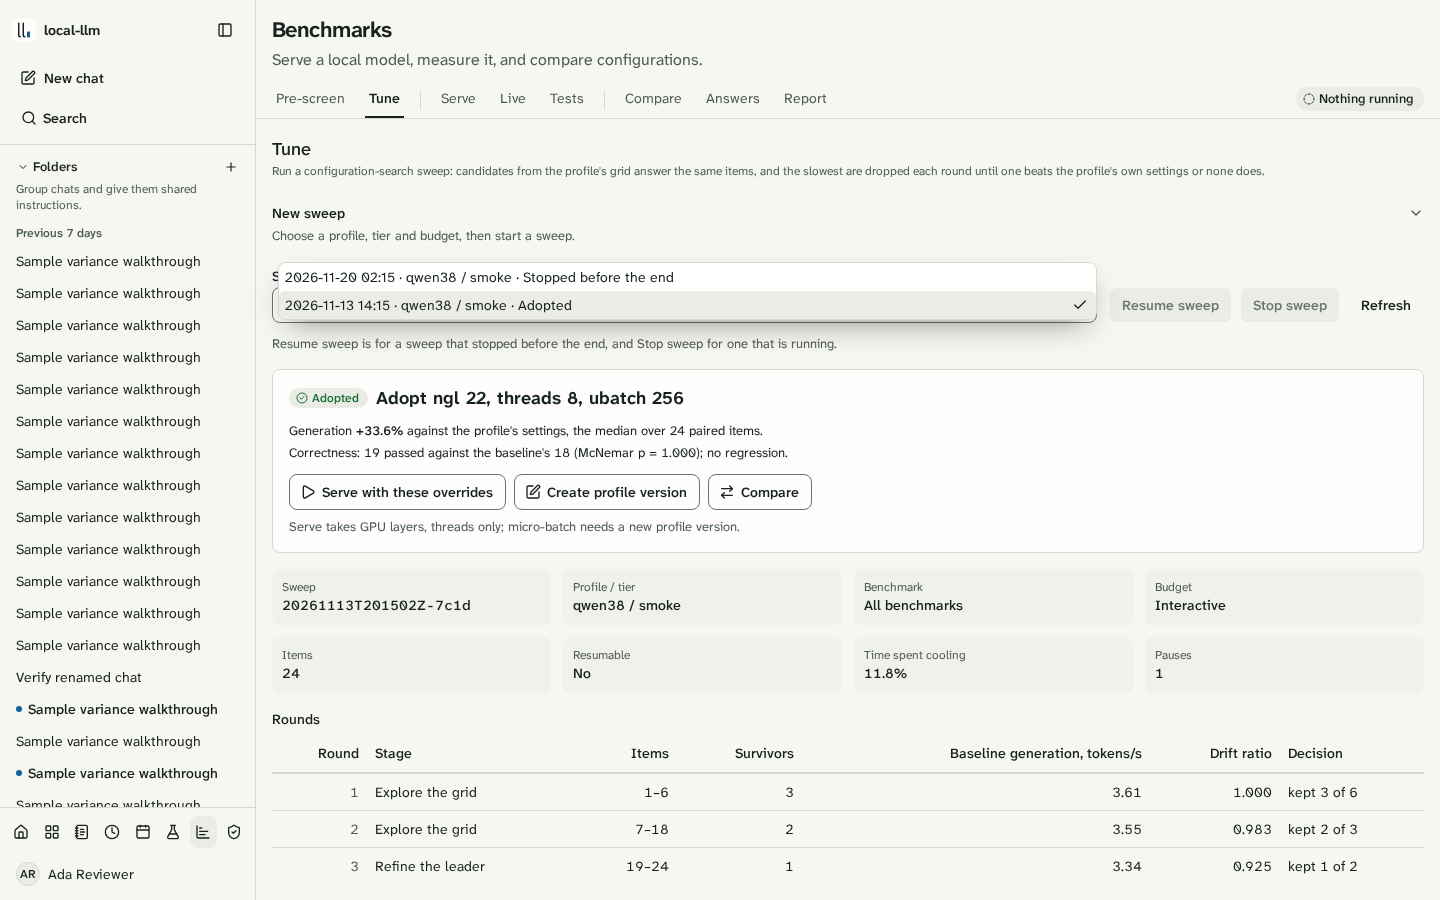 local-llm
New chat
Search
Folders
Group chats and give them shared
instructions.
Previous 7 days
Sample variance walkthrough
Sample variance walkthrough
Sample variance walkthrough
Sample variance walkthrough
Sample variance walkthrough
Sample variance walkthrough
Sample variance walkthrough
Sample variance walkthrough
Sample variance walkthrough
Sample variance walkthrough
Sample variance walkthrough
Sample variance walkthrough
Sample variance walkthrough
Verify renamed chat
Sample variance walkthrough
Sample variance walkthrough
Sample variance walkthrough
Sample variance walkthrough
AR Ada Reviewer
Benchmarks
Serve a local model, measure it, and compare configurations.
Pre-screen Tune Serve Live Tests Compare Answers Report Nothing running
Tune
Run a configuration-search sweep: candidates from the profile's grid answer the same items, and the slowest are dropped each round until one beats the profile's own settings or none does.
New sweep
Choose a profile, tier and budget, then start a sweep.
2026-11-20 02:15 · qwen38 / smoke · Stopped before the end
2026-11-13 14:15 · qwen38 / smoke · Adopted
Resume sweep Stop sweep Refresh
Resume sweep is for a sweep that stopped before the end, and Stop sweep for one that is running.
Adopted Adopt ngl 22, threads 8, ubatch 256
Generation +33.6% against the profile's settings, the median over 24 paired items.
Correctness: 19 passed against the baseline's 18 (McNemar p = 1.000); no regression.
Serve with these overrides Create profile version Compare
Serve takes GPU layers, threads only; micro-batch needs a new profile version.
Sweep Profile / tier Benchmark Budget
20261113T201502Z-7c1d qwen38 / smoke All benchmarks Interactive
Items Resumable Time spent cooling Pauses
24 No 11.8% 1
Rounds
Round Stage Items Survivors Baseline generation, tokens/s Drift ratio Decision
1 Explore the grid 1–6 3 3.61 1.000 kept 3 of 6
2 Explore the grid 7–18 2 3.55 0.983 kept 2 of 3
3 Refine the leader 19–24 1 3.34 0.925 kept 1 of 2